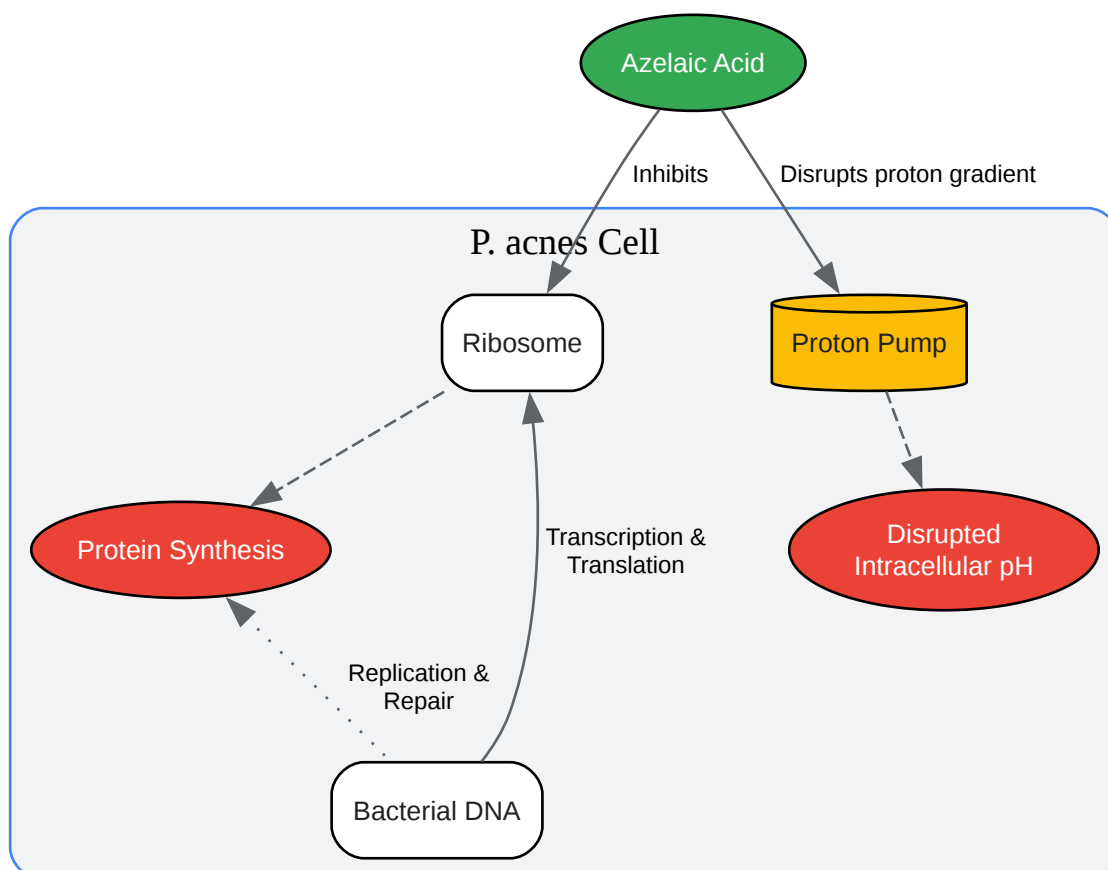 Azelaic Acid
Inhibits
Disrupts proton gradient
P. acnes Cell
Ribosome
Proton Pump
Protein Synthesis
Transcription &
Translation
Disrupted
Intracellular pH
Replication &
Repair
Bacterial DNA